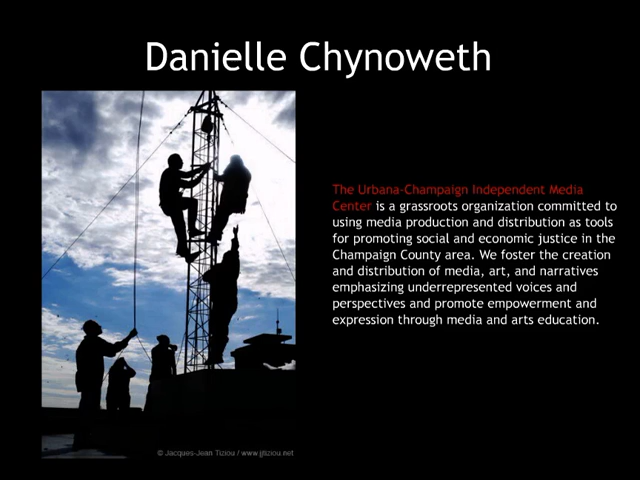 Danielle Chynoweth
The Urbana-Champaign Independent Media
Center is a grassroots organization committed to
using media production and distribution as tools
for promoting social and economic justice in the
Champaign County area. We foster the creation
and distribution of media, art, and narratives
emphasizing underrepresented voices and
perspectives and promote empowerment and
expression through media and arts education.
© Jacques-Jean Tiziou / www.jjtiziou.net